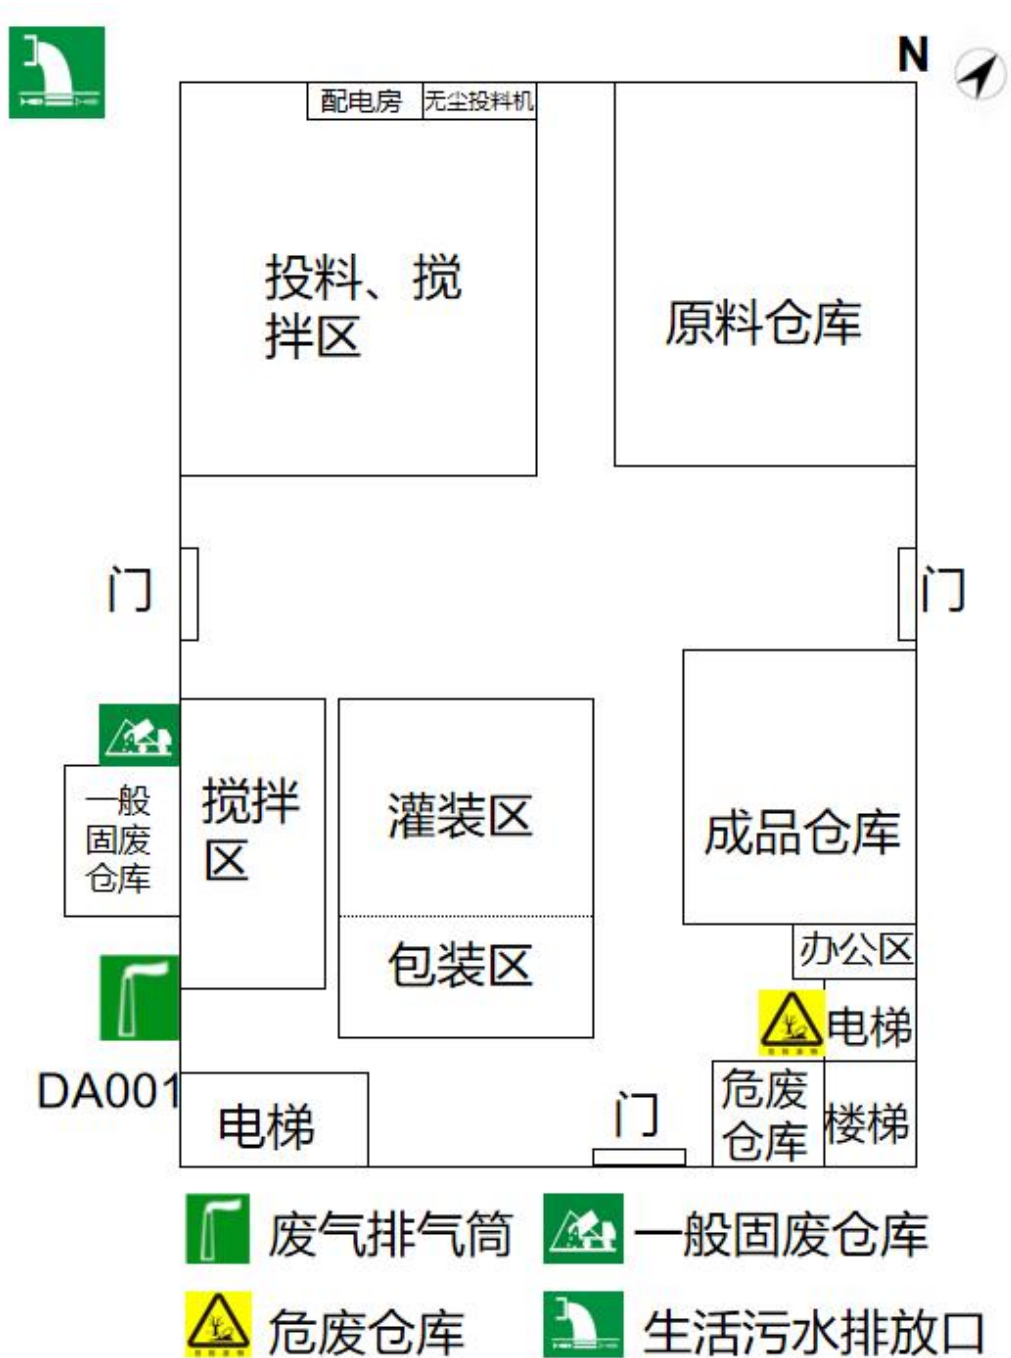 N
配电房
无尘投料机
投料、搅
拌区
原料仓库
门
门
一般
固废
仓库
搅拌
区
灌装区
包装区
成品仓库
办公区
电梯
DA001
电梯
门
危废
仓库
楼梯
废气排气筒
一般固废仓库
危废仓库
生活污水排放口